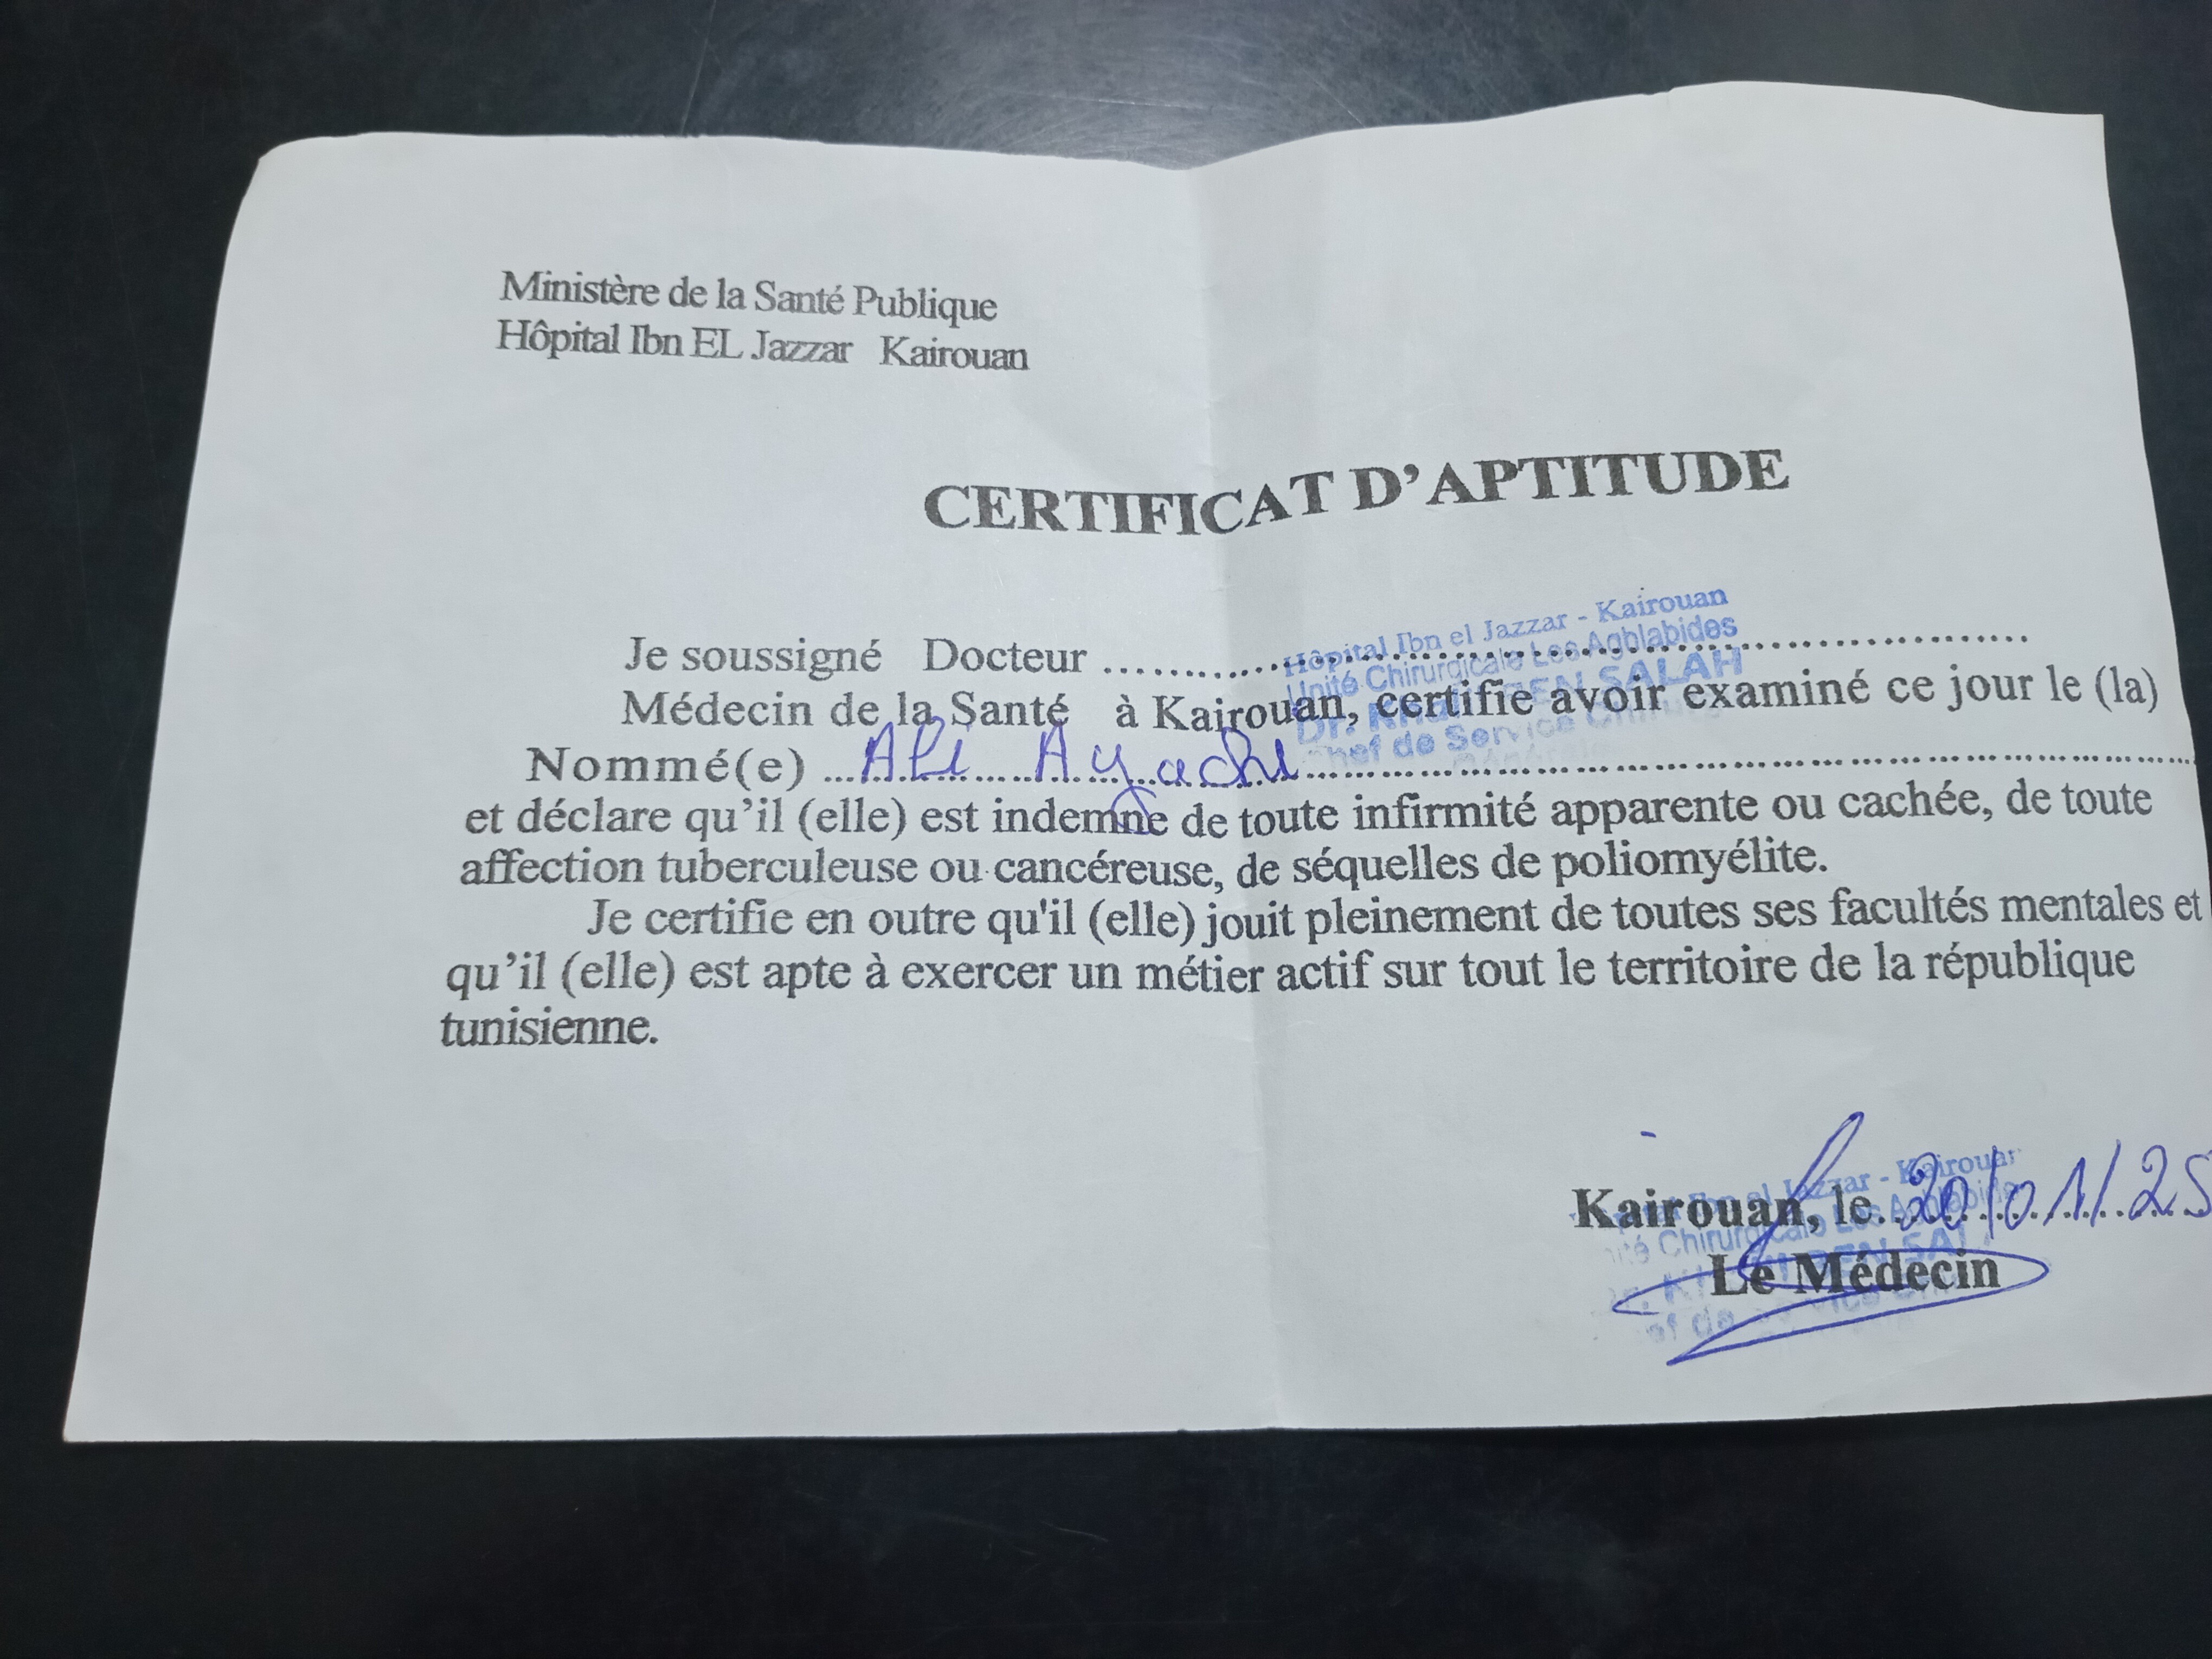 Ministère de la Santé Publique
Hôpital Ibn EL Jazzar Kairouan
CERTIFICAT D'APTITUDE
Hôpital Ibn el Jazzar - Kairouan
Unité Chirurgicale Les Aghlabides
Dr. BEN SALAH
Chef de Service
Je soussigné Docteur ........................................
Médecin de la Santé à Kairouan, certifie avoir examiné ce jour le (la)
Nommé(e) ... Ali Ayachi ........................................
et déclare qu'il (elle) est indemne de toute infirmité apparente ou cachée, de toute
affection tuberculeuse ou cancéreuse, de séquelles de poliomyélite.
Je certifie en outre qu'il (elle) jouit pleinement de toutes ses facultés mentales et
qu'il (elle) est apte à exercer un métier actif sur tout le territoire de la république
tunisienne.
Kairouan, le 20/01/25
Le Médecin